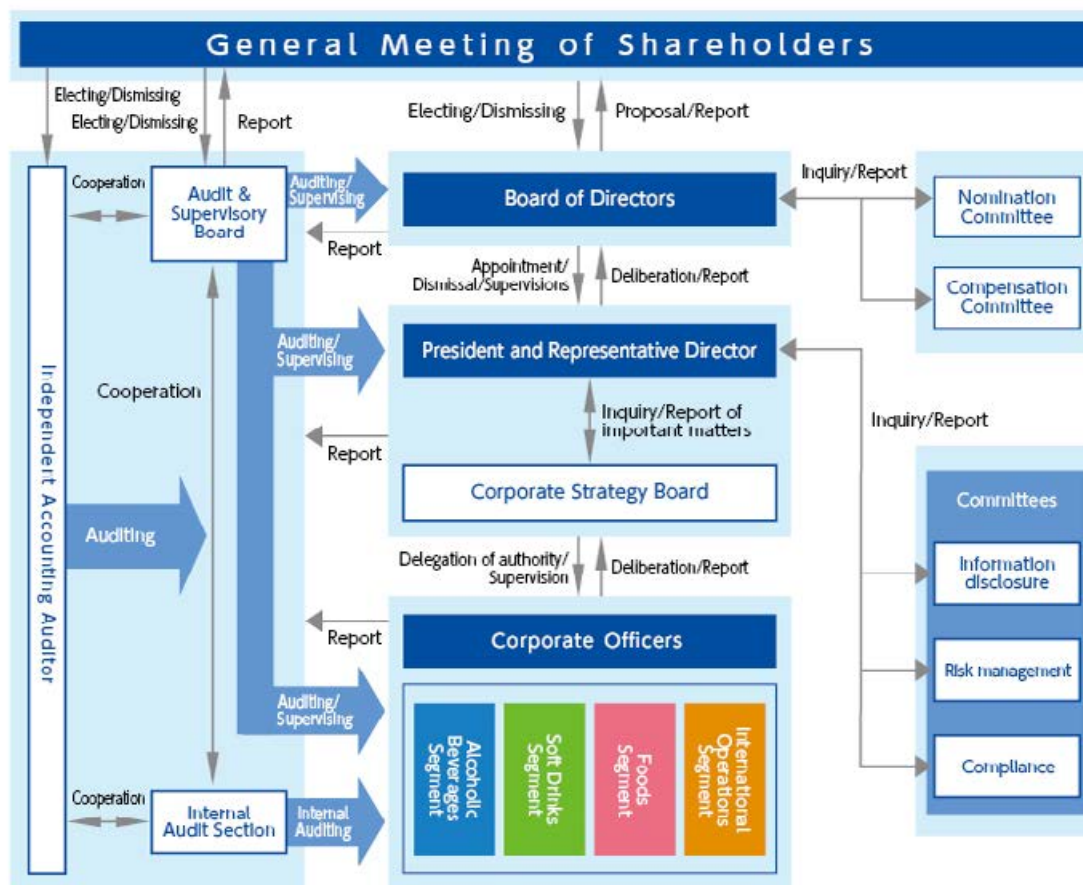 General Meeting of Shareholders
Electing/Dismissing
Electing/Dismissing
Report
Electing/Dismissing
Proposal/Report
Cooperation
Audit &
Supervisory
Board
Auditing/
Supervising
Report
Board of Directors
Inquiry/Report
Nomination
Committee
Compensation
Committee
Appointment/
Dismissal/Supervisions
Deliberation/Report
Independent Accounting Auditor
Cooperation
Auditing/
Supervising
President and Representative Director
Inquiry/Report of
important matters
Report
Corporate Strategy Board
Inquiry/Report
Auditing
Delegation of authority/
Supervision
Deliberation/Report
Committees
Information
disclosure
Risk management
Compliance
Report
Corporate Officers
Auditing/
Supervising
Alcoholic
Beverages
Segment
Soft Drinks
Segment
Foods
Segment
International
Operations
Segment
Cooperation
Internal
Audit Section
Internal
Auditing